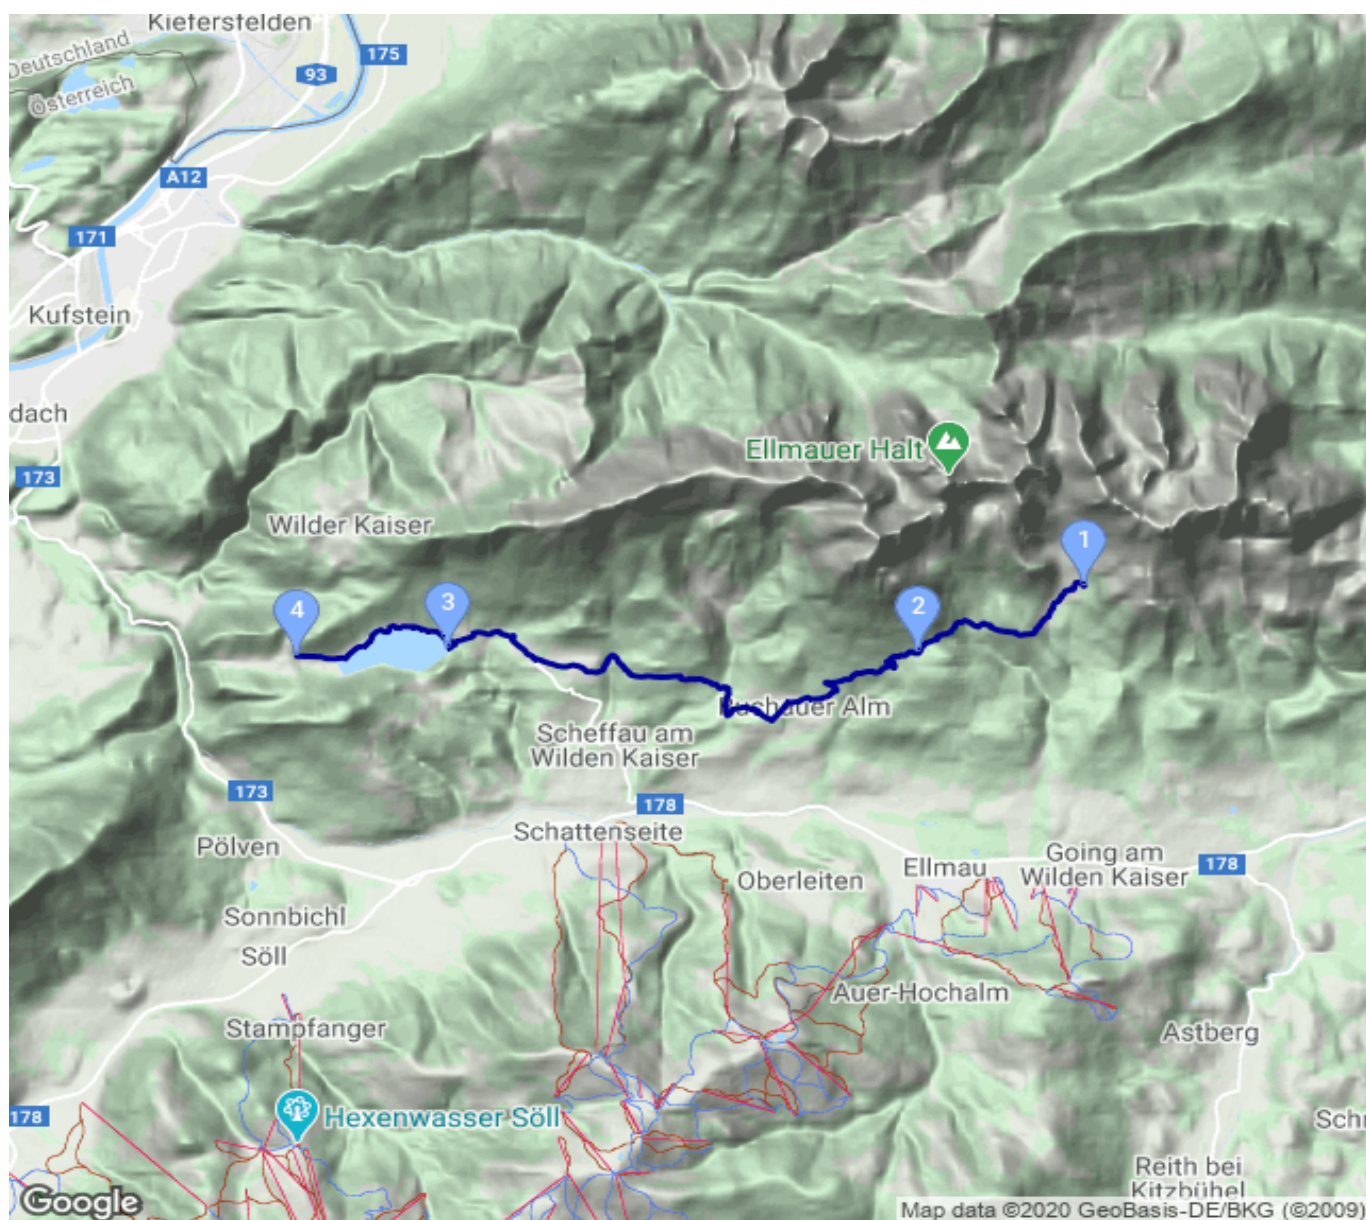 Kiefersfelden
Deutschland
Österreich
175
93
A12
171
Kufstein
dach
173
Ellmauer Halt
Wilder Kaiser
1
2
3
4
Alm
Scheffau am
Wilden Kaiser
173
178
Schattenseite
Pölven
Oberleiten
Ellmau
Going am
Wilden Kaiser
178
Sonnbichl
Söll
Auer-Hochalm
Stampfanger
Astberg
178
Hexenwasser Söll
Sch
Reith bei
Kitzbühel
Google
Map data ©2020 GeoBasis-DE/BKG (©2009)